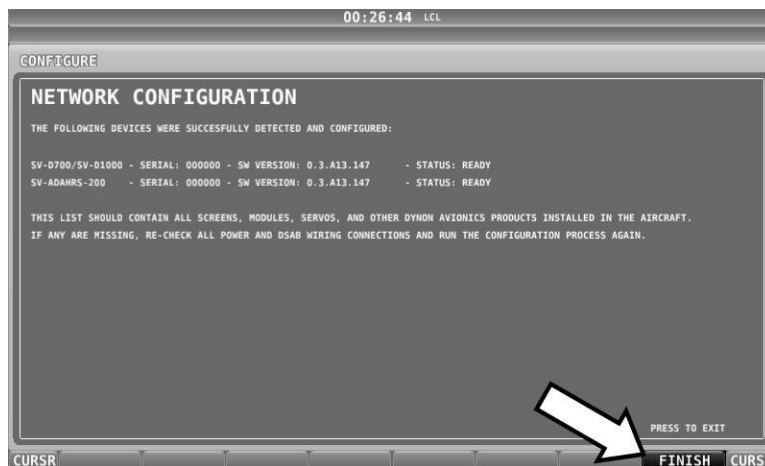 00:26:44 LCL
CONFIGURE
NETWORK CONFIGURATION
THE FOLLOWING DEVICES WERE SUCCESFULLY DETECTED AND CONFIGURED:
SV-D700/SV-D1000 - SERIAL: 000000 - SW VERSION: 0.3.A13.147 - STATUS: READY
SV-ADAHRS-200 - SERIAL: 000000 - SW VERSION: 0.3.A13.147 - STATUS: READY
THIS LIST SHOULD CONTAIN ALL SCREENS, MODULES, SERVOS, AND OTHER DYNON AVIONICS PRODUCTS INSTALLED IN THE AIRCRAFT.
IF ANY ARE MISSING, RE-CHECK ALL POWER AND DSAB WIRING CONNECTIONS AND RUN THE CONFIGURATION PROCESS AGAIN.
PRESS TO EXIT
CURSR FINISH CURS